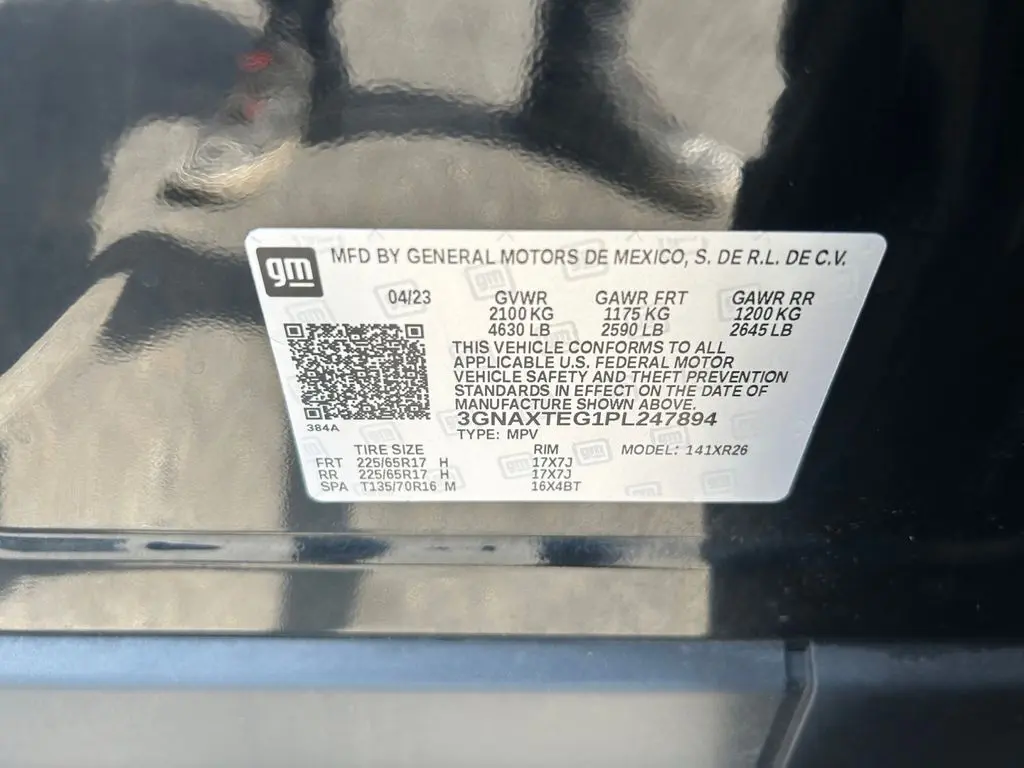 gm MFD BY GENERAL MOTORS DE MEXICO, S. DE R.L. DE C.V.
04/23 GVWR GAWR FRT GAWR RR
2100 KG 1175 KG 1200 KG
4630 LB 2590 LB 2645 LB
THIS VEHICLE CONFORMS TO ALL
APPLICABLE U.S. FEDERAL MOTOR
VEHICLE SAFETY AND THEFT PREVENTION
STANDARDS IN EFFECT ON THE DATE OF
MANUFACTURE SHOWN ABOVE.
3GNAXTEG1PL247894
384A
TYPE: MPV
TIRE SIZE RIM MODEL: 141XR26
FRT 225/65R17 H 17X7J
RR 225/65R17 H 17X7J
SPA T135/70R16 M 16X4BT